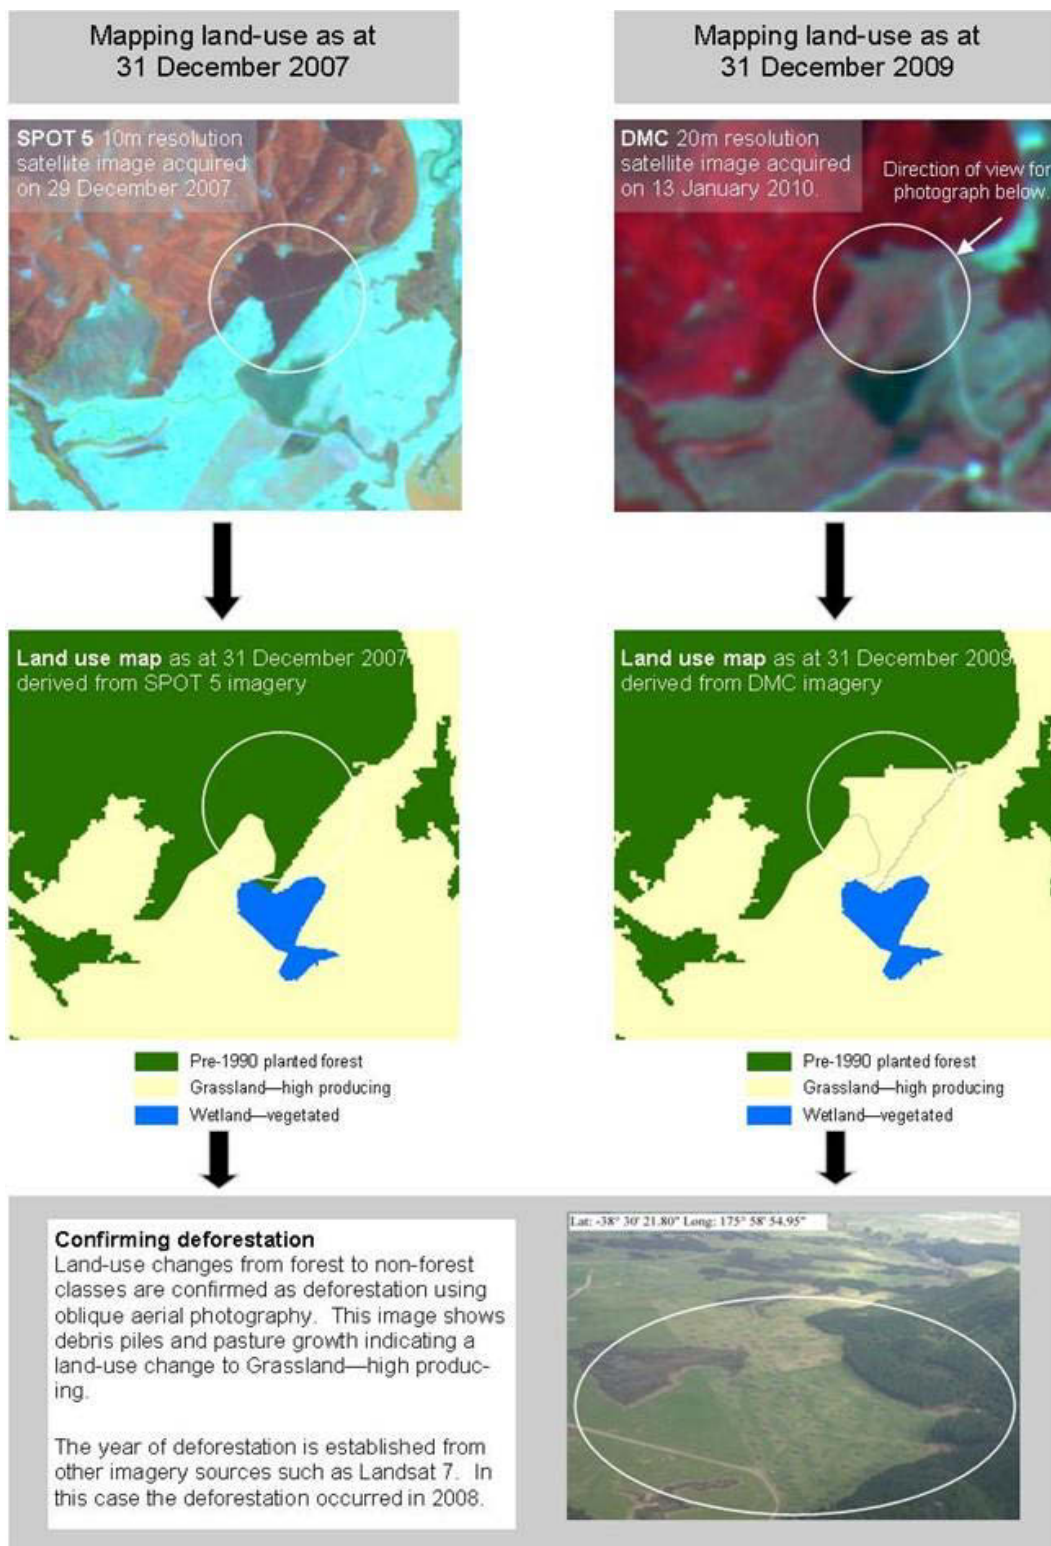 Mapping land-use as at
31 December 2007
Mapping land-use as at
31 December 2009
SPOT 5 10m resolution
satellite image acquired
on 29 December 2007.
DMC 20m resolution
satellite image acquired
on 13 January 2010.
Direction of view for
photograph below.
Land use map as at 31 December 2007
derived from SPOT 5 imagery
Land use map as at 31 December 2009
derived from DMC imagery
Pre-1990 planted forest
Grassland—high producing
Wetland—vegetated
Pre-1990 planted forest
Grassland—high producing
Wetland—vegetated
Confirming deforestation
Land-use changes from forest to non-forest
classes are confirmed as deforestation using
oblique aerial photography. This image shows
debris piles and pasture growth indicating a
land-use change to Grassland—high produc-
ing.
The year of deforestation is established from
other imagery sources such as Landsat 7. In
this case the deforestation occurred in 2008.
Lat: -38° 30' 21.80" Long: 175° 58' 54.95"